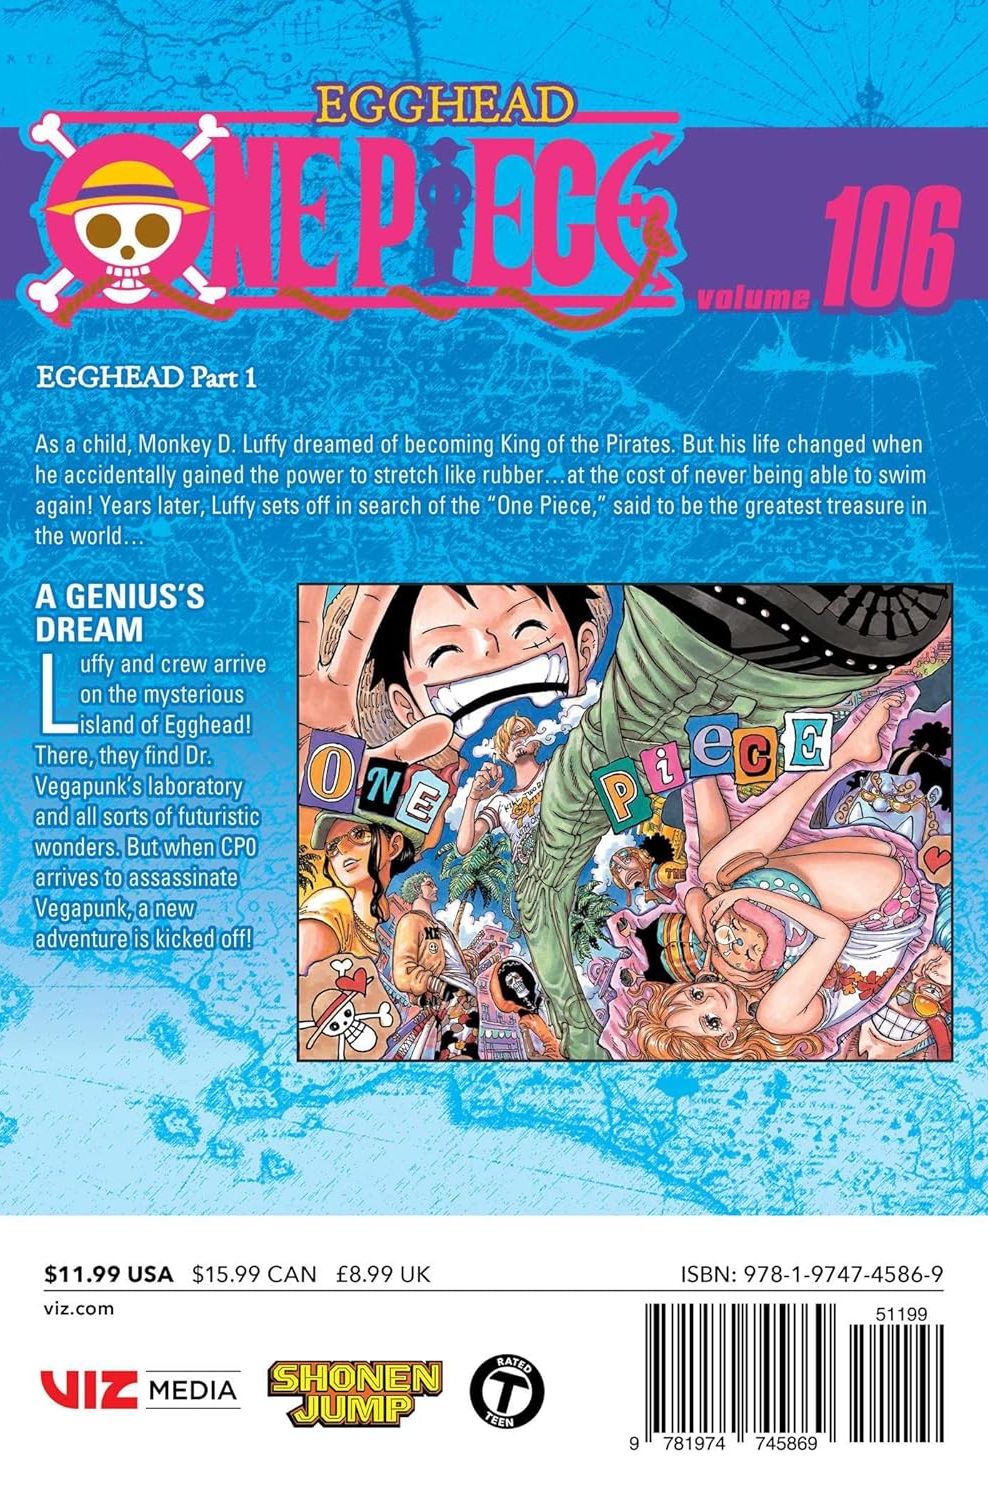 EGGHEAD
ONE PIECE
volume 106
EGGHEAD Part 1
As a child, Monkey D. Luffy dreamed of becoming King of the Pirates. But his life changed when
he accidentally gained the power to stretch like rubber...at the cost of never being able to swim
again! Years later, Luffy sets off in search of the “One Piece,” said to be the greatest treasure in
the world...
A GENIUS'S
DREAM
Luffy and crew arrive
on the mysterious
island of Egghead!
There, they find Dr.
Vegapunk's laboratory
and all sorts of futuristic
wonders. But when CP0
arrives to assassinate
Vegapunk, a new
adventure is kicked off!
ONE PIECE
$11.99 USA $15.99 CAN £8.99 UK
ISBN: 978-1-9747-4586-9
viz.com
51199
VIZ MEDIA
SHONEN
JUMP
RATED
T
TEEN
9 781974 745869